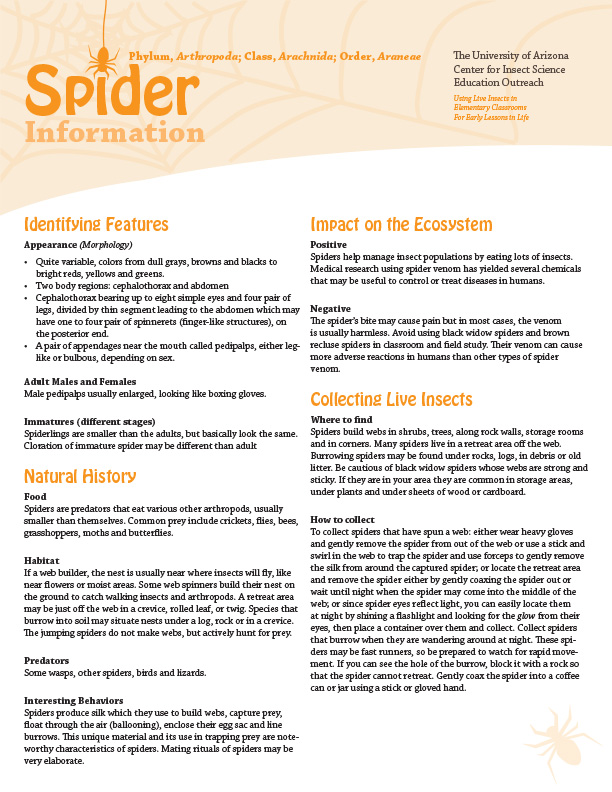 Phylum, Arthropoda; Class, Arachnida; Order, Araneae
Spider
Information
The University of Arizona
Center for Insect Science
Education Outreach
Using Live Insects in
Elementary Classrooms
For Early Lessons in Life
Identifying Features
Appearance (Morphology)
• Quite variable, colors from dull grays, browns and blacks to
bright reds, yellows and greens.
• Two body regions: cephalothorax and abdomen
• Cephalothorax bearing up to eight simple eyes and four pair of
legs, divided by thin segment leading to the abdomen which may
have one to four pair of spinnerets (finger-like structures), on
the posterior end.
• A pair of appendages near the mouth called pedipalps, either leg-
like or bulbous, depending on sex.
Adult Males and Females
Male pedipalps usually enlarged, looking like boxing gloves.
Immatures (different stages)
Spiderlings are smaller than the adults, but basically look the same.
Cloration of immature spider may be different than adult
Natural History
Food
Spiders are predators that eat various other arthropods, usually
smaller than themselves. Common prey include crickets, flies, bees,
grasshoppers, moths and butterflies.
Habitat
If a web builder, the nest is usually near where insects will fly, like
near flowers or moist areas. Some web spinners build their nest on
the ground to catch walking insects and arthropods. A retreat area
may be just off the web in a crevice, rolled leaf, or twig. Species that
burrow into soil may situate nests under a log, rock or in a crevice.
The jumping spiders do not make webs, but actively hunt for prey.
Predators
Some wasps, other spiders, birds and lizards.
Interesting Behaviors
Spiders produce silk which they use to build webs, capture prey,
float through the air (ballooning), enclose their egg sac and line
burrows. This unique material and its use in trapping prey are note-
worthy characteristics of spiders. Mating rituals of spiders may be
very elaborate.
Impact on the Ecosystem
Positive
Spiders help manage insect populations by eating lots of insects.
Medical research using spider venom has yielded several chemicals
that may be useful to control or treat diseases in humans.
Negative
The spider's bite may cause pain but in most cases, the venom
is usually harmless. Avoid using black widow spiders and brown
recluse spiders in classroom and field study. Their venom can cause
more adverse reactions in humans than other types of spider
venom.
Collecting Live Insects
Where to find
Spiders build webs in shrubs, trees, along rock walls, storage rooms
and in corners. Many spiders live in a retreat area off the web.
Burrowing spiders may be found under rocks, logs, in debris or old
litter. Be cautious of black widow spiders whose webs are strong and
sticky. If they are in your area they are common in storage areas,
under plants and under sheets of wood or cardboard.
How to collect
To collect spiders that have spun a web: either wear heavy gloves
and gently remove the spider from out of the web or use a stick and
swirl in the web to trap the spider and use forceps to gently remove
the silk from around the captured spider; or locate the retreat area
and remove the spider either by gently coaxing the spider out or
wait until night when the spider may come into the middle of the
web; or since spider eyes reflect light, you can easily locate them
at night by shining a flashlight and looking for the glow from their
eyes, then place a container over them and collect. Collect spiders
that burrow when they are wandering around at night. These spi-
ders may be fast runners, so be prepared to watch for rapid move-
ment. If you can see the hole of the burrow, block it with a rock so
that the spider cannot retreat. Gently coax the spider into a coffee
can or jar using a stick or gloved hand.